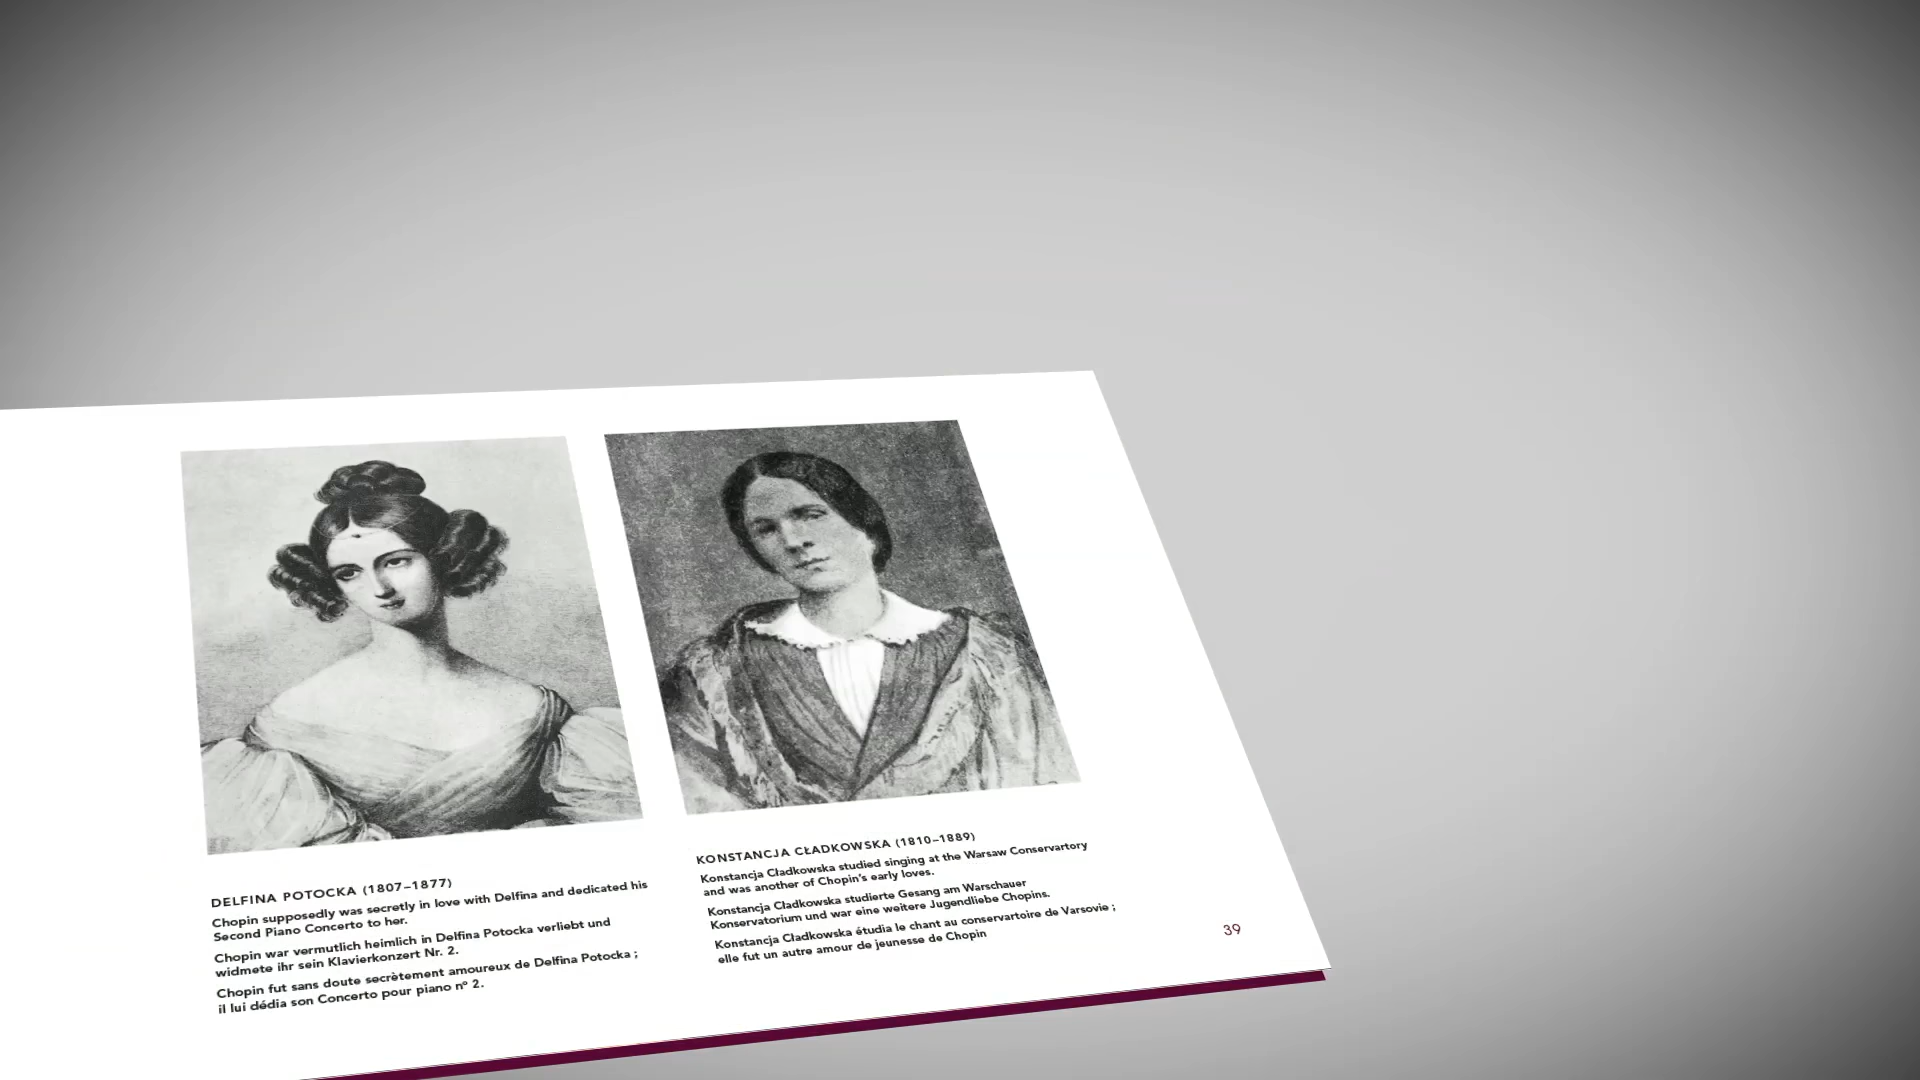 DELFINA POTOCKA (1807–1877)
Chopin supposedly was secretly in love with Delfina and dedicated his
Second Piano Concerto to her.
Chopin war vermutlich heimlich in Delfina Potocka verliebt und
widmete ihr sein Klavierkonzert Nr. 2.
Chopin fut sans doute secrètement amoureux de Delfina Potocka ;
il lui dédia son Concerto pour piano nº 2.
KONSTANCJA CŁADKOWSKA (1810–1889)
Konstancja Cładkowska studied singing at the Warsaw Conservartory
and was another of Chopin's early loves.
Konstancja Cładkowska studierte Gesang am Warschauer
Konservatorium und war eine weitere Jugendliebe Chopins.
Konstancja Cładkowska étudia le chant au conservartoire de Varsovie ;
elle fut un autre amour de jeunesse de Chopin
39